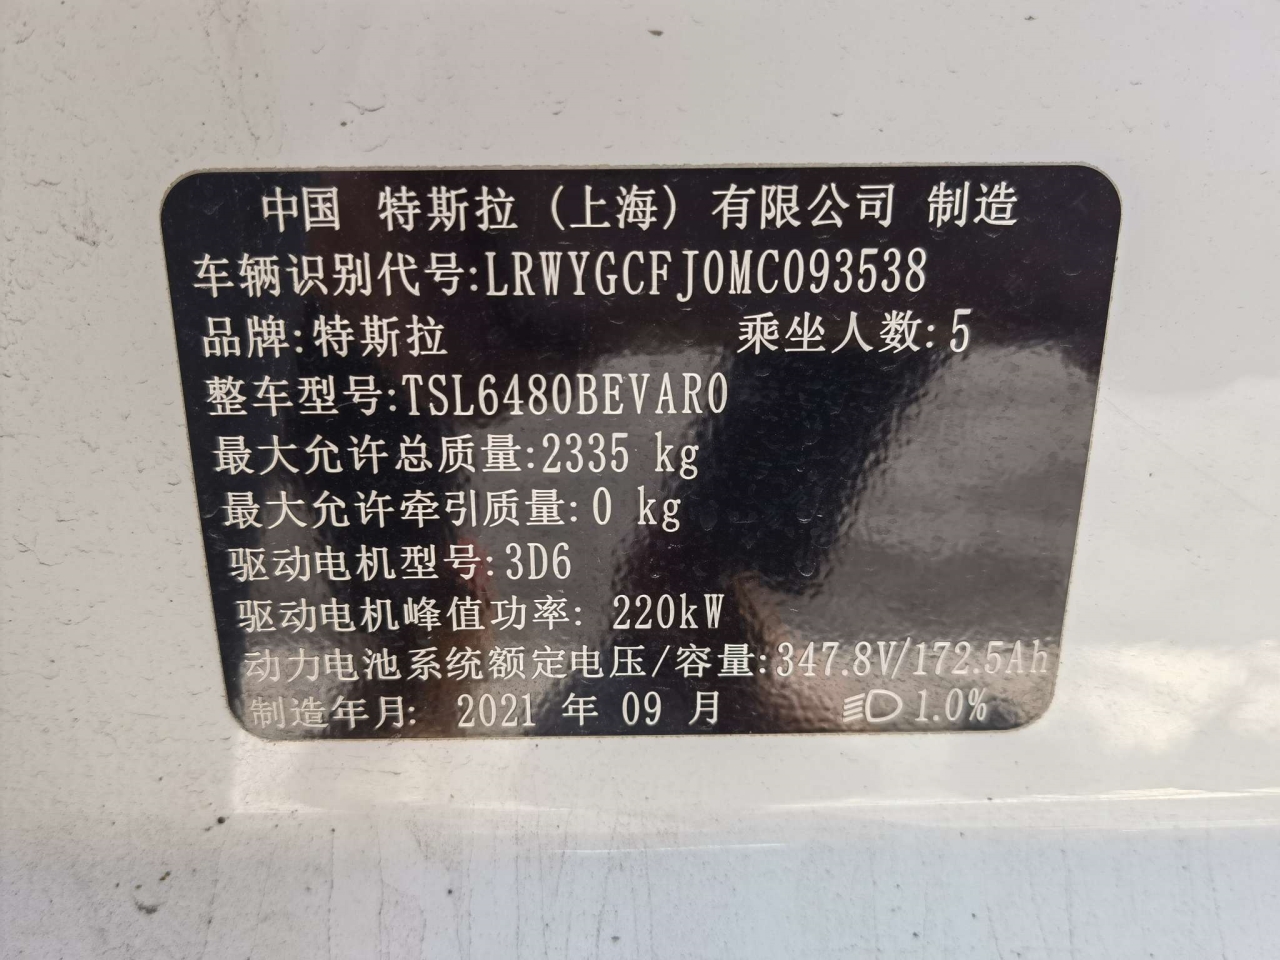 中国 特斯拉（上海）有限公司 制造
车辆识别代号:LRWYGCFJ0MC093538
品牌:特斯拉 乘坐人数:5
整车型号:TSL6480BEVAR0
最大允许总质量:2335 kg
最大允许牵引质量:0 kg
驱动电机型号:3D6
驱动电机峰值功率: 220kW
动力电池系统额定电压/容量:347.8V/172.5Ah
制造年月: 2021 年 09 月 1.0%